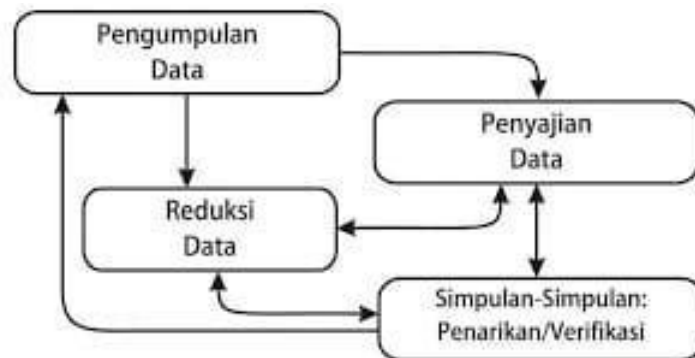 Pengumpulan
Data
Penyajian
Data
Reduksi
Data
Simpulan-Simpulan:
Penarikan/Verifikasi